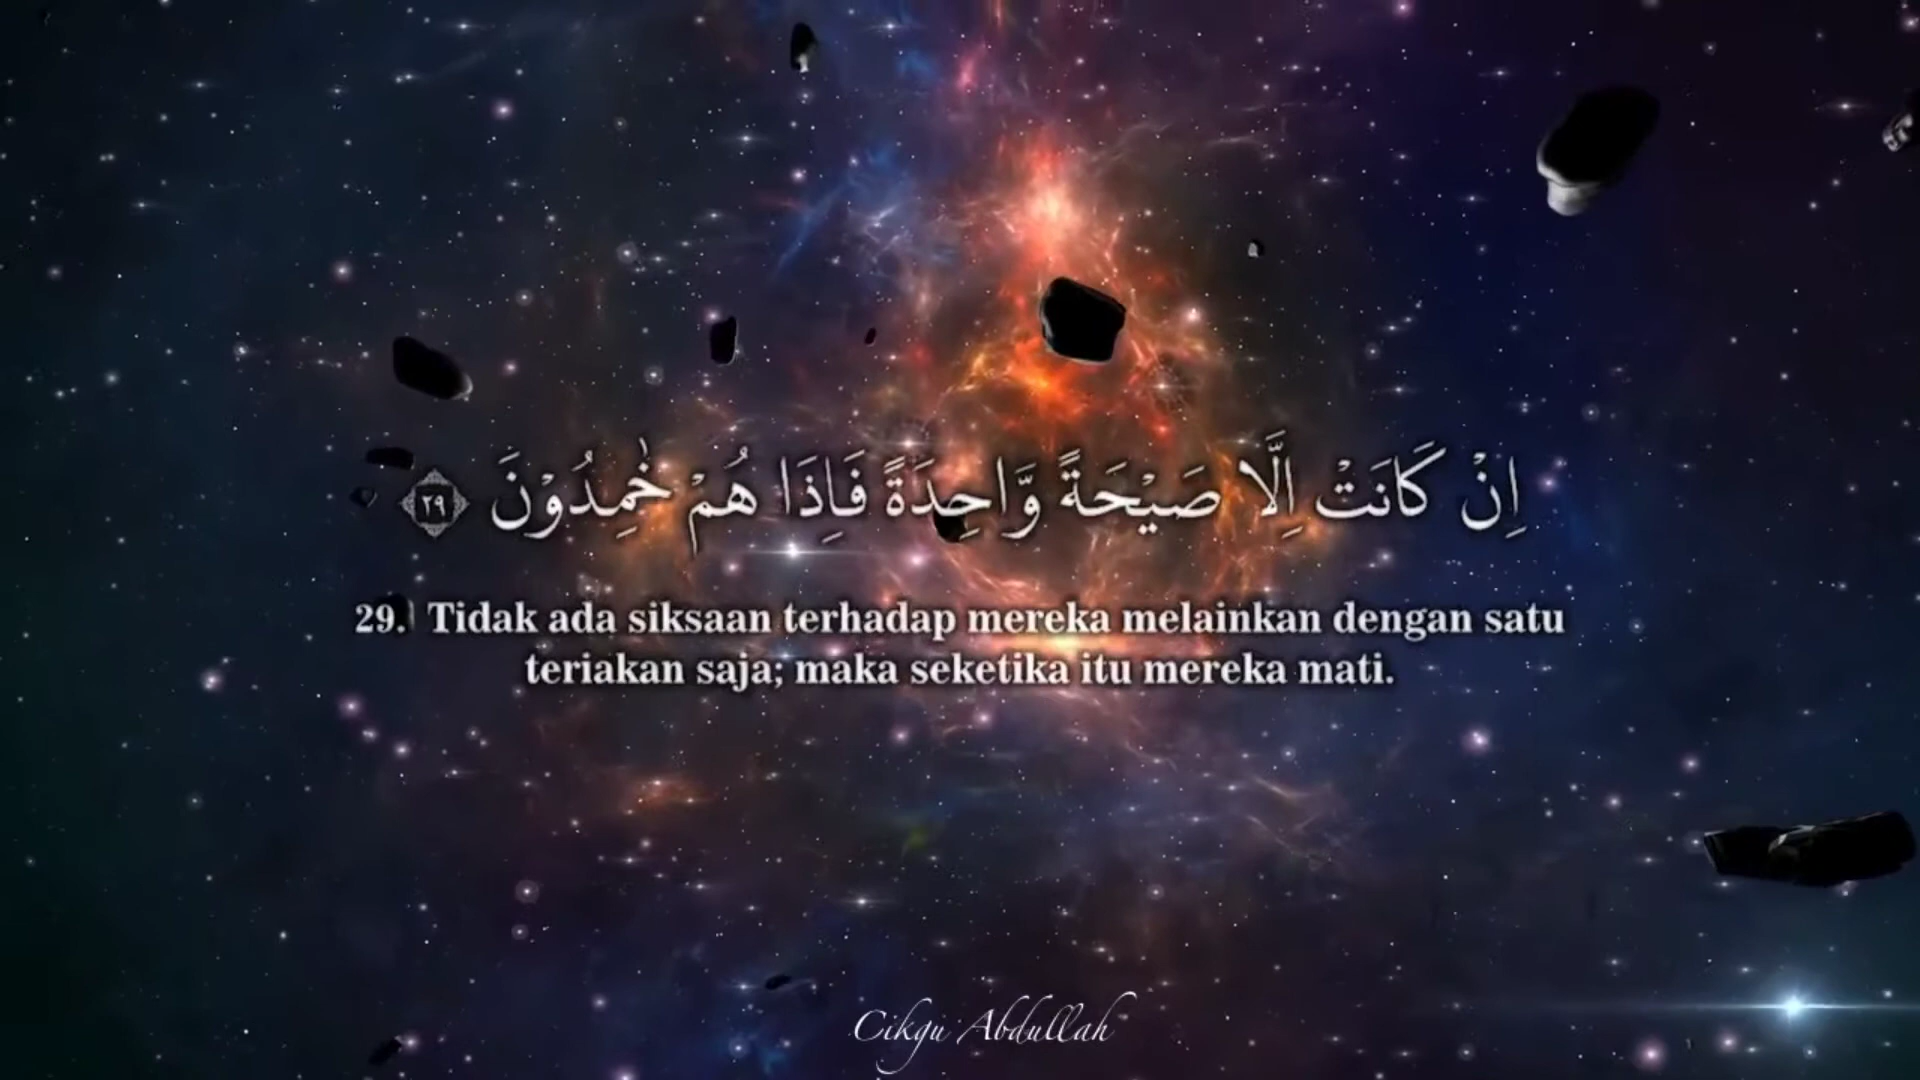 اِنْ كَانَتْ اِلَّا صَيْحَةً وَّاحِدَةً فَاِذَا هُمْ خٰمِدُوْنَ ٢٩
29. Tidak ada siksaan terhadap mereka melainkan dengan satu
teriakan saja; maka seketika itu mereka mati.
Cikgu Abdullah